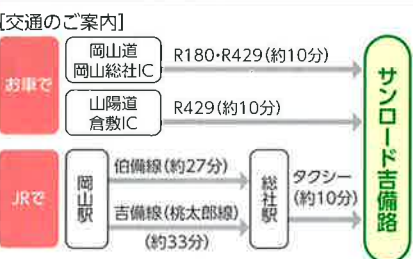 [交通のご案内]
お車で
岡山道
岡山総社IC
R180・R429(約10分)
山陽道
倉敷IC
R429(約10分)
JRで
岡山駅
伯備線(約27分)
吉備線(桃太郎線)
(約33分)
総社駅
タクシー
(約10分)
サンロード吉備路